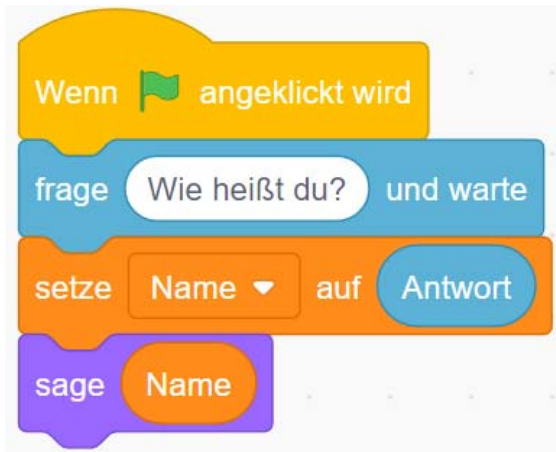 Wenn angeklickt wird
frage Wie heißt du? und warte
setze Name auf Antwort
sage Name